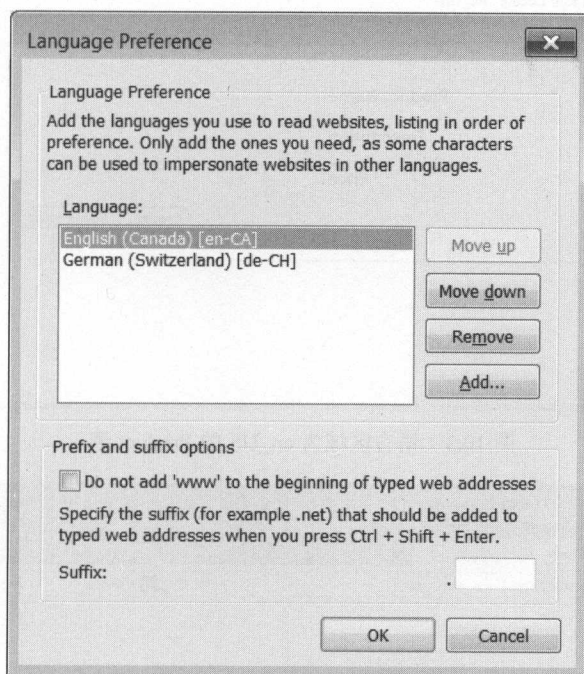 Language Preference
Language Preference
Add the languages you use to read websites, listing in order of
preference. Only add the ones you need, as some characters
can be used to impersonate websites in other languages.
Language:
English (Canada) [en-CA]
German (Switzerland) [de-CH]
Move up
Move down
Remove
Add...
Prefix and suffix options
Do not add 'www' to the beginning of typed web addresses
Specify the suffix (for example .net) that should be added to
typed web addresses when you press Ctrl + Shift + Enter.
Suffix:
.
OK
Cancel